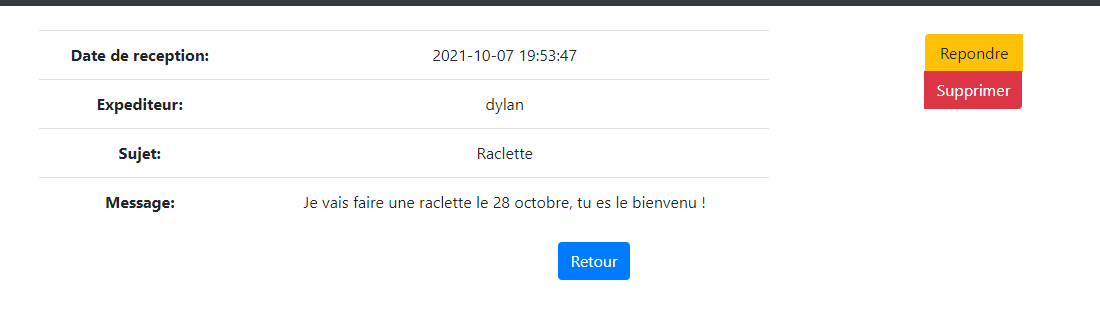 Date de reception: 2021-10-07 19:53:47
Repondre
Supprimer
Expediteur: dylan
Sujet: Raclette
Message: Je vais faire une raclette le 28 octobre, tu es le bienvenu !
Retour